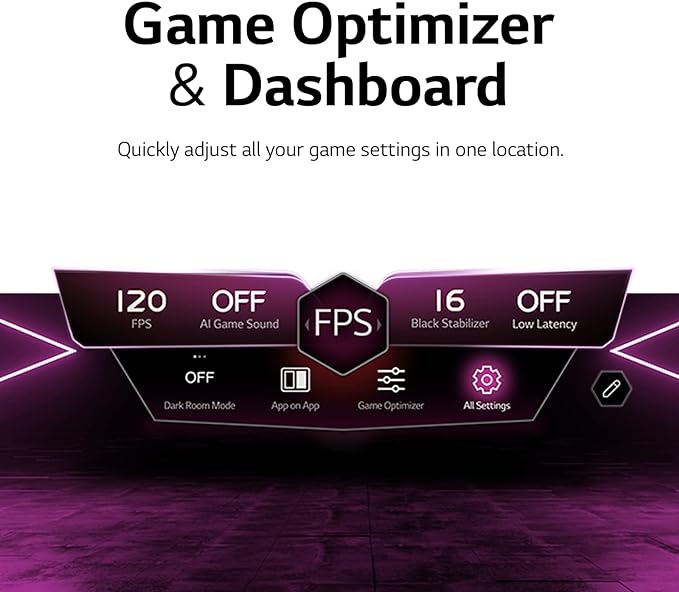 Game Optimizer
& Dashboard
Quickly adjust all your game settings in one location.
120 OFF FPS 16 OFF
FPS AI Game Sound Black Stabilizer Low Latency
OFF
Dark Room Mode App on App Game Optimizer All Settings